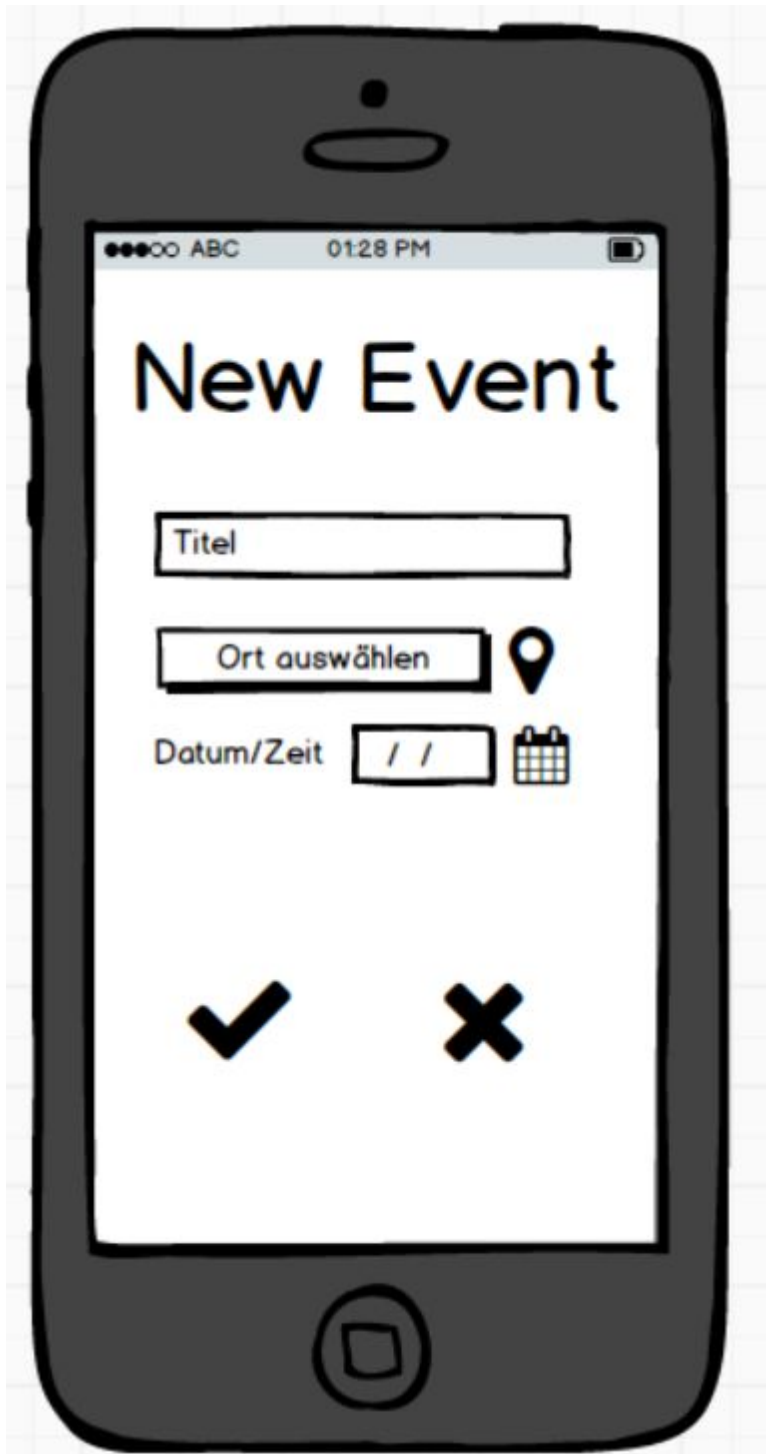 ABC 01:28 PM
New Event
Titel
Ort auswählen
Datum/Zeit / /